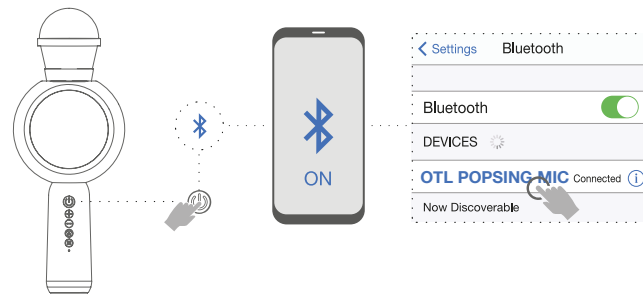 ON
Settings Bluetooth
Bluetooth
DEVICES
OTL POPSING MIC Connected
Now Discoverable